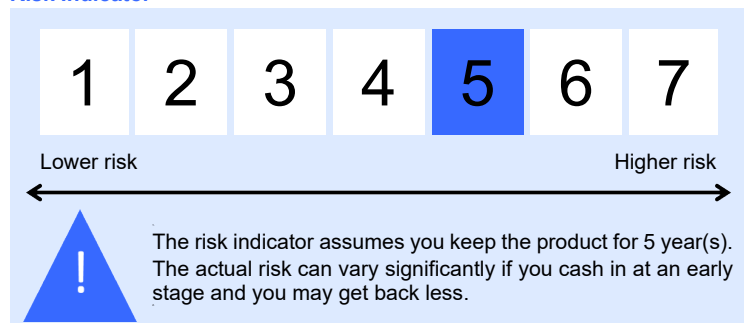 1 2 3 4 5 6 7
Lower risk Higher risk
!
The risk indicator assumes you keep the product for 5 year(s).
The actual risk can vary significantly if you cash in at an early
stage and you may get back less.